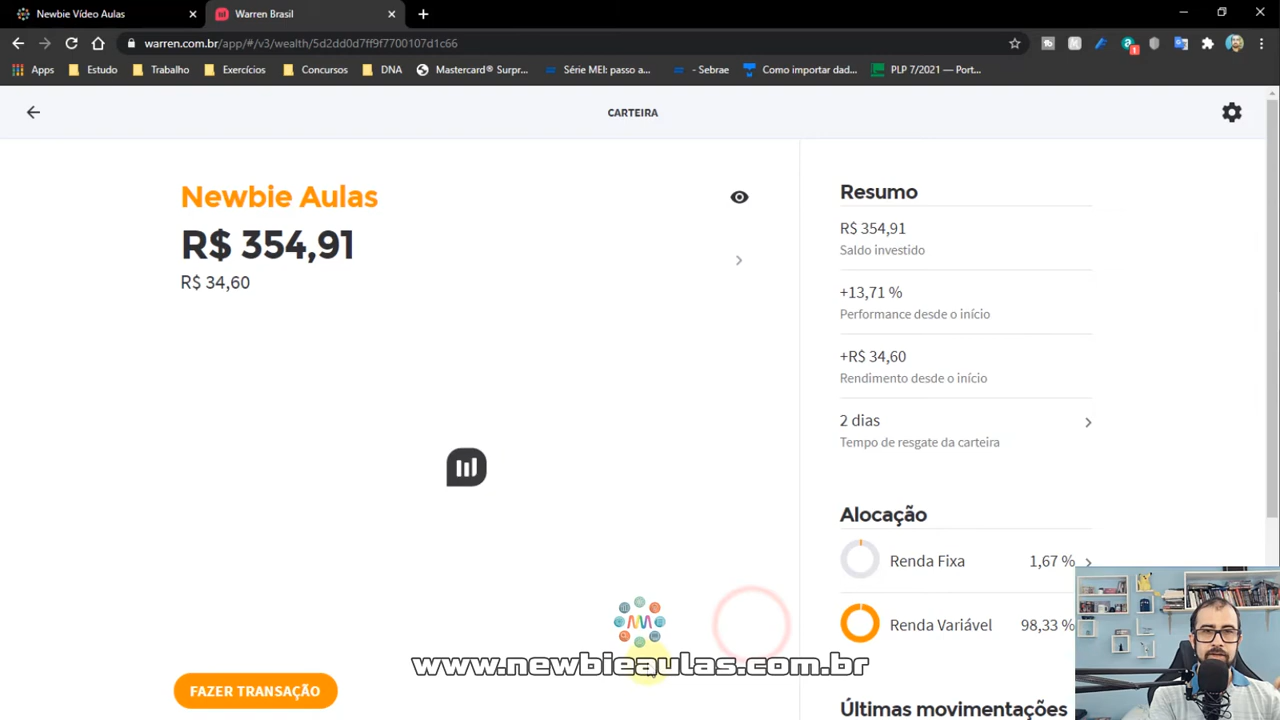 Newbie Vídeo Aulas
Warren Brasil
warren.com.br/app/#/v3/wealth/5d2dd0d7ff9f7700107d1c66
Apps
Estudo
Trabalho
Exercícios
Concursos
DNA
Mastercard® Surpr...
Série MEI: passo a...
- Sebrae
Como importar dad...
PLP 7/2021 — Port...
CARTEIRA
Newbie Aulas
R$ 354,91
R$ 34,60
Resumo
R$ 354,91
Saldo investido
+13,71 %
Performance desde o início
+R$ 34,60
Rendimento desde o início
2 dias
Tempo de resgate da carteira
Alocação
Renda Fixa 1,67 %
Renda Variável 98,33 %
Últimas movimentações
FAZER TRANSAÇÃO
www.newbieaulas.com.br